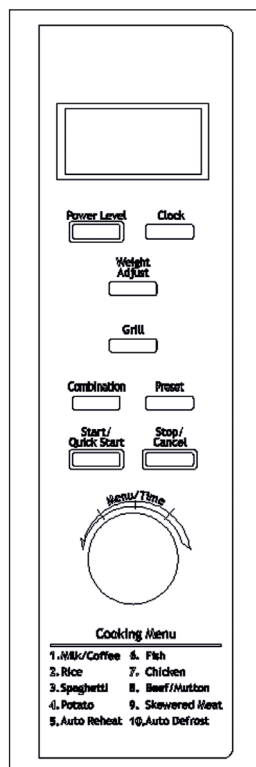 Power Level Clock
Weight
Adjust
Grill
Combination Preset
Start/
Quick Start
Stop/
Cancel
Menu/Time
Cooking Menu
1.Milk/Coffee 6. Fish
2.Rice 7. Chicken
3.Spaghetti 8. Beef/Mutton
4.Potato 9. Skewered Meat
5.Auto Reheat 10.Auto Defrost